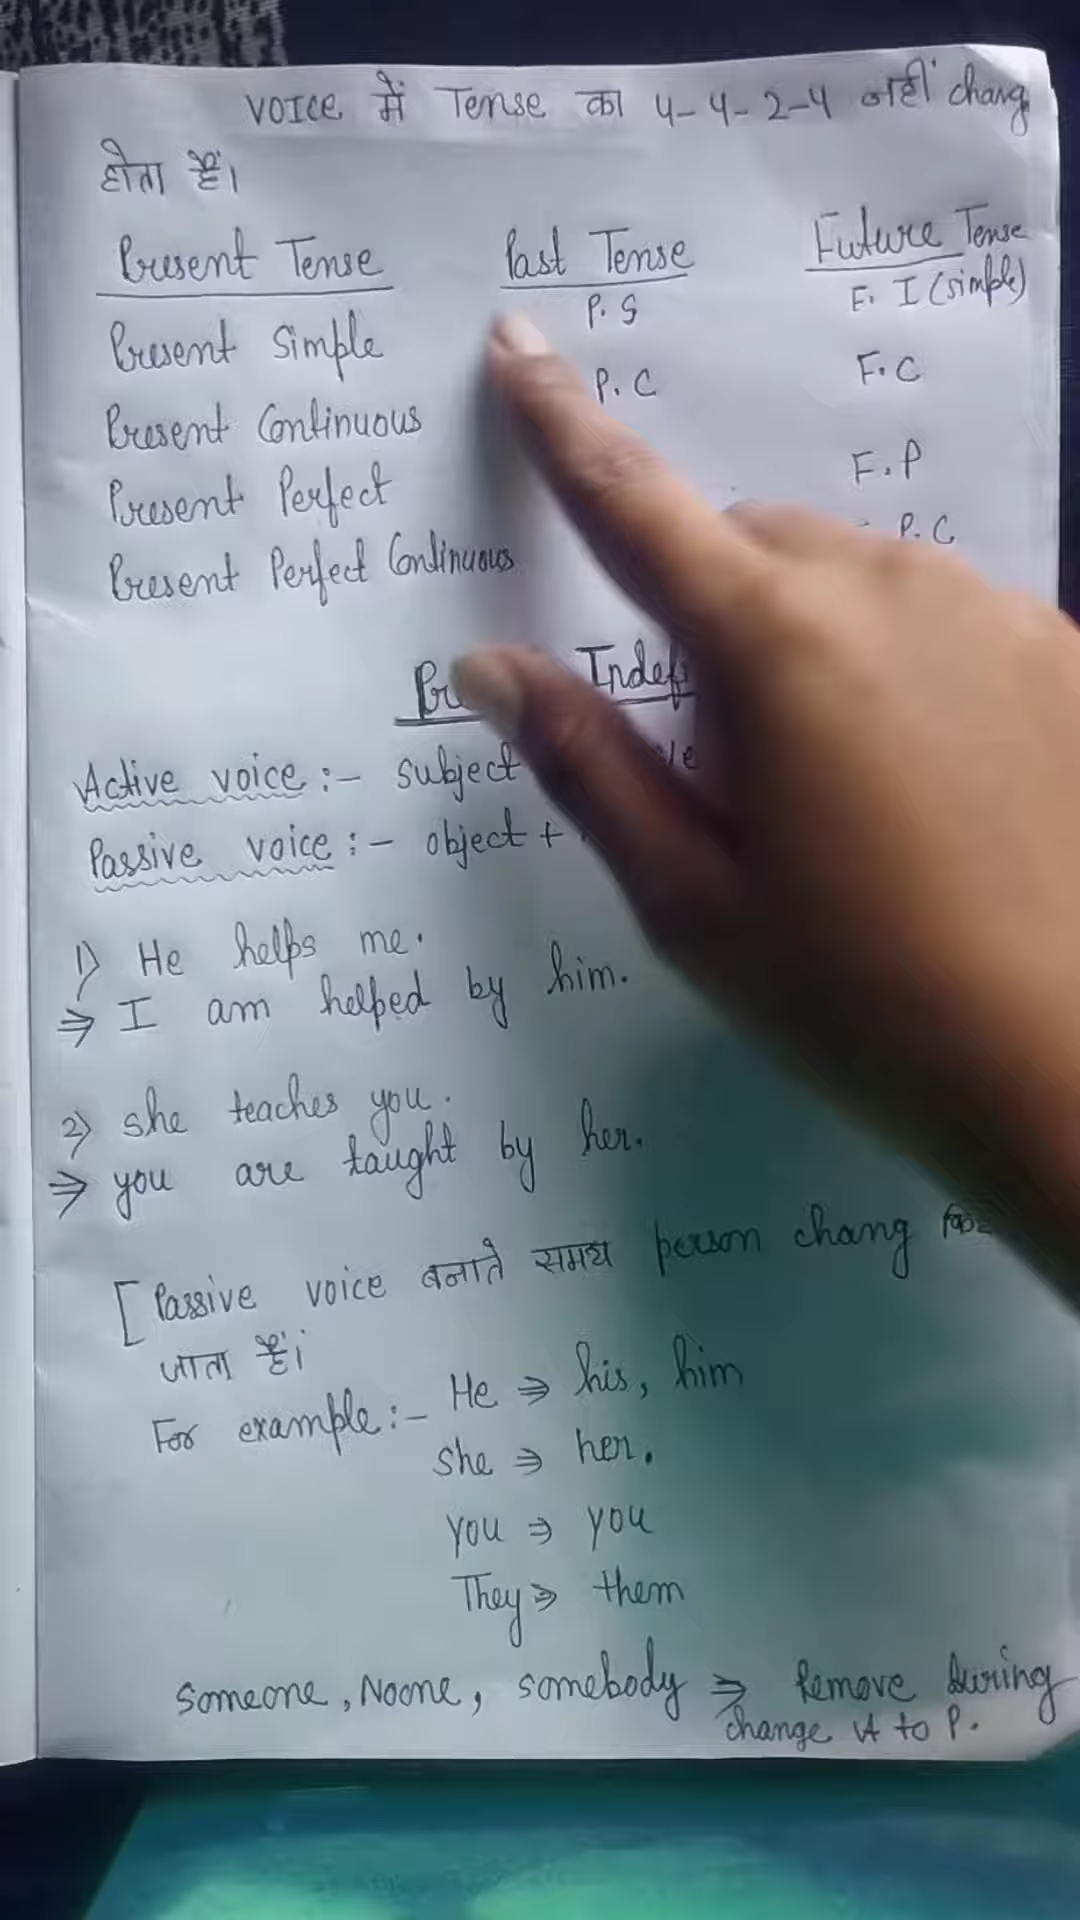 VOICE में Tense का 4-4-2-4 नहीं chang
होता हैं।
Present Tense Past Tense Future Tense
Present Simple P.S F.I (simple)
Present Continuous P.C F.C
Present Perfect F.P
Present Perfect Continuous P.C
Indef
Active voice :- subject
Passive voice :- object +
1) He helps me.
⇒ I am helped by him.
2) she teaches you.
⇒ you are taught by her.
[Passive voice बनाते समय person chang
जाता हैं।
For example :- He ⇒ his, him
she ⇒ her.
you ⇒ you
They ⇒ them
someone, Noone, somebody ⇒ Remove During
change A to P.